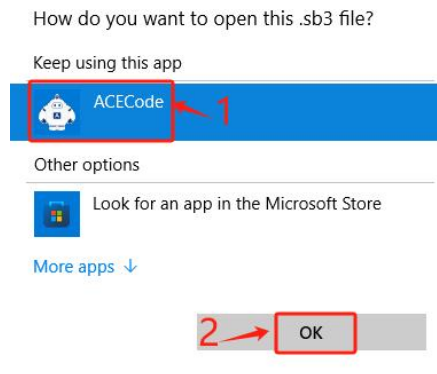 How do you want to open this .sb3 file?
Keep using this app
ACECode
1
Other options
Look for an app in the Microsoft Store
More apps ↓
2
OK